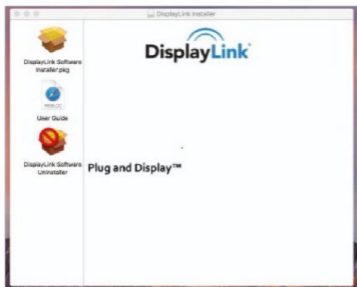 DisplayLink Installer
DisplayLink
DisplayLink Software
Installer.pkg
User Guide
DisplayLink Software
Uninstaller
Plug and Display™